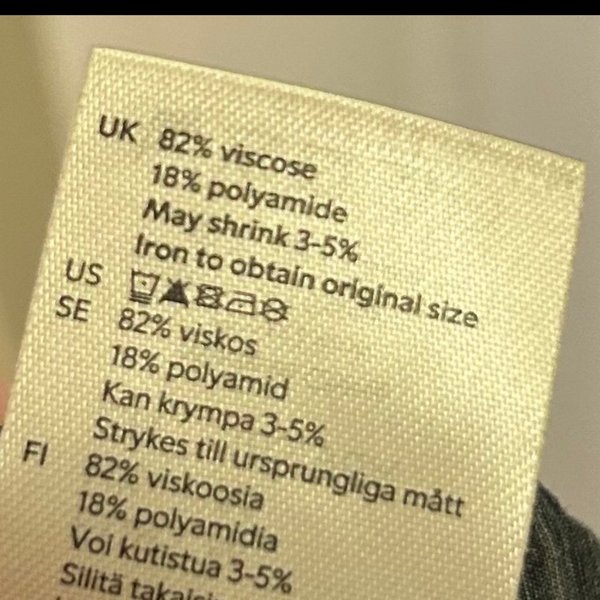 UK 82% viscose
18% polyamide
May shrink 3-5%
Iron to obtain original size
US
SE 82% viskos
18% polyamid
Kan krympa 3-5%
Strykes till ursprungliga mått
FI 82% viskoosia
18% polyamidia
Voi kutistua 3-5%
Silitä